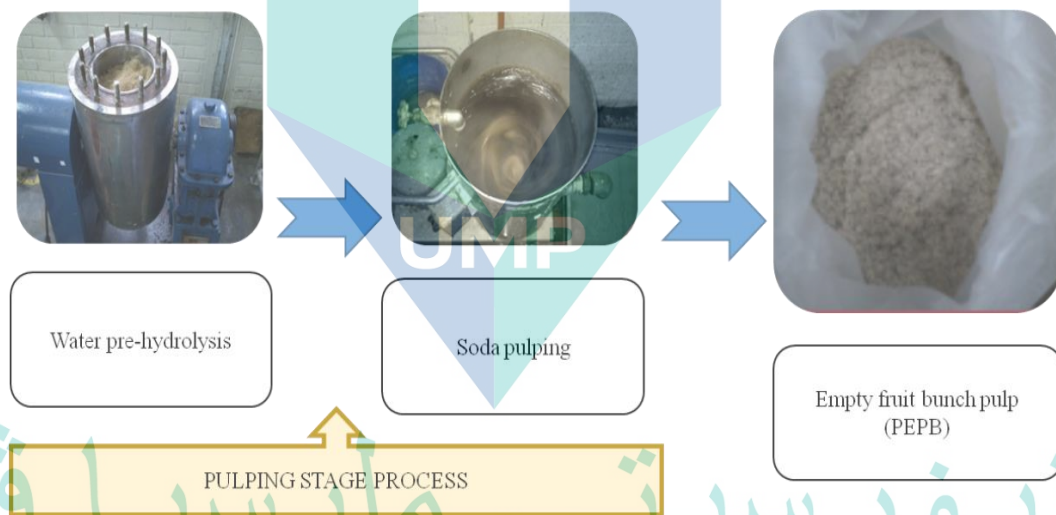 UMP
Water pre-hydrolysis
Soda pulping
Empty fruit bunch pulp
(PEPB)
PULPING STAGE PROCESS